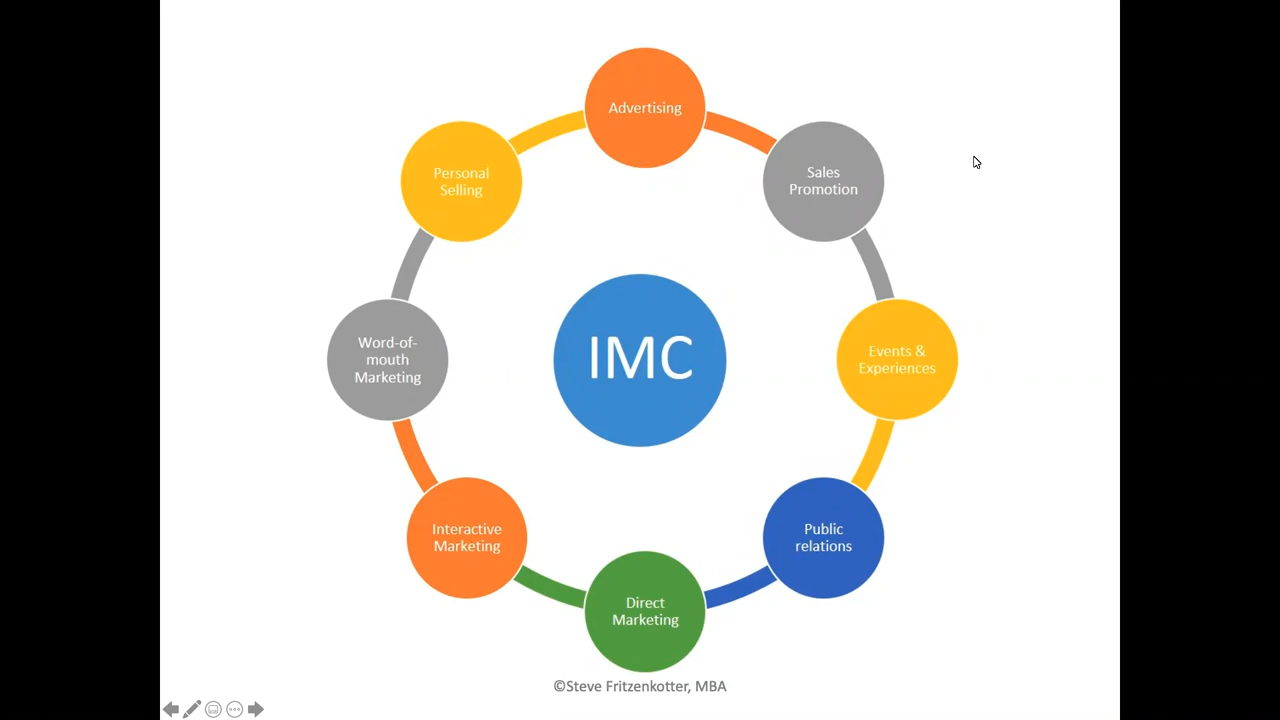 Advertising
Sales
Promotion
Events &
Experiences
Public
relations
Direct
Marketing
Interactive
Marketing
Word-of-
mouth
Marketing
Personal
Selling
IMC
©Steve Fritzenkotter, MBA